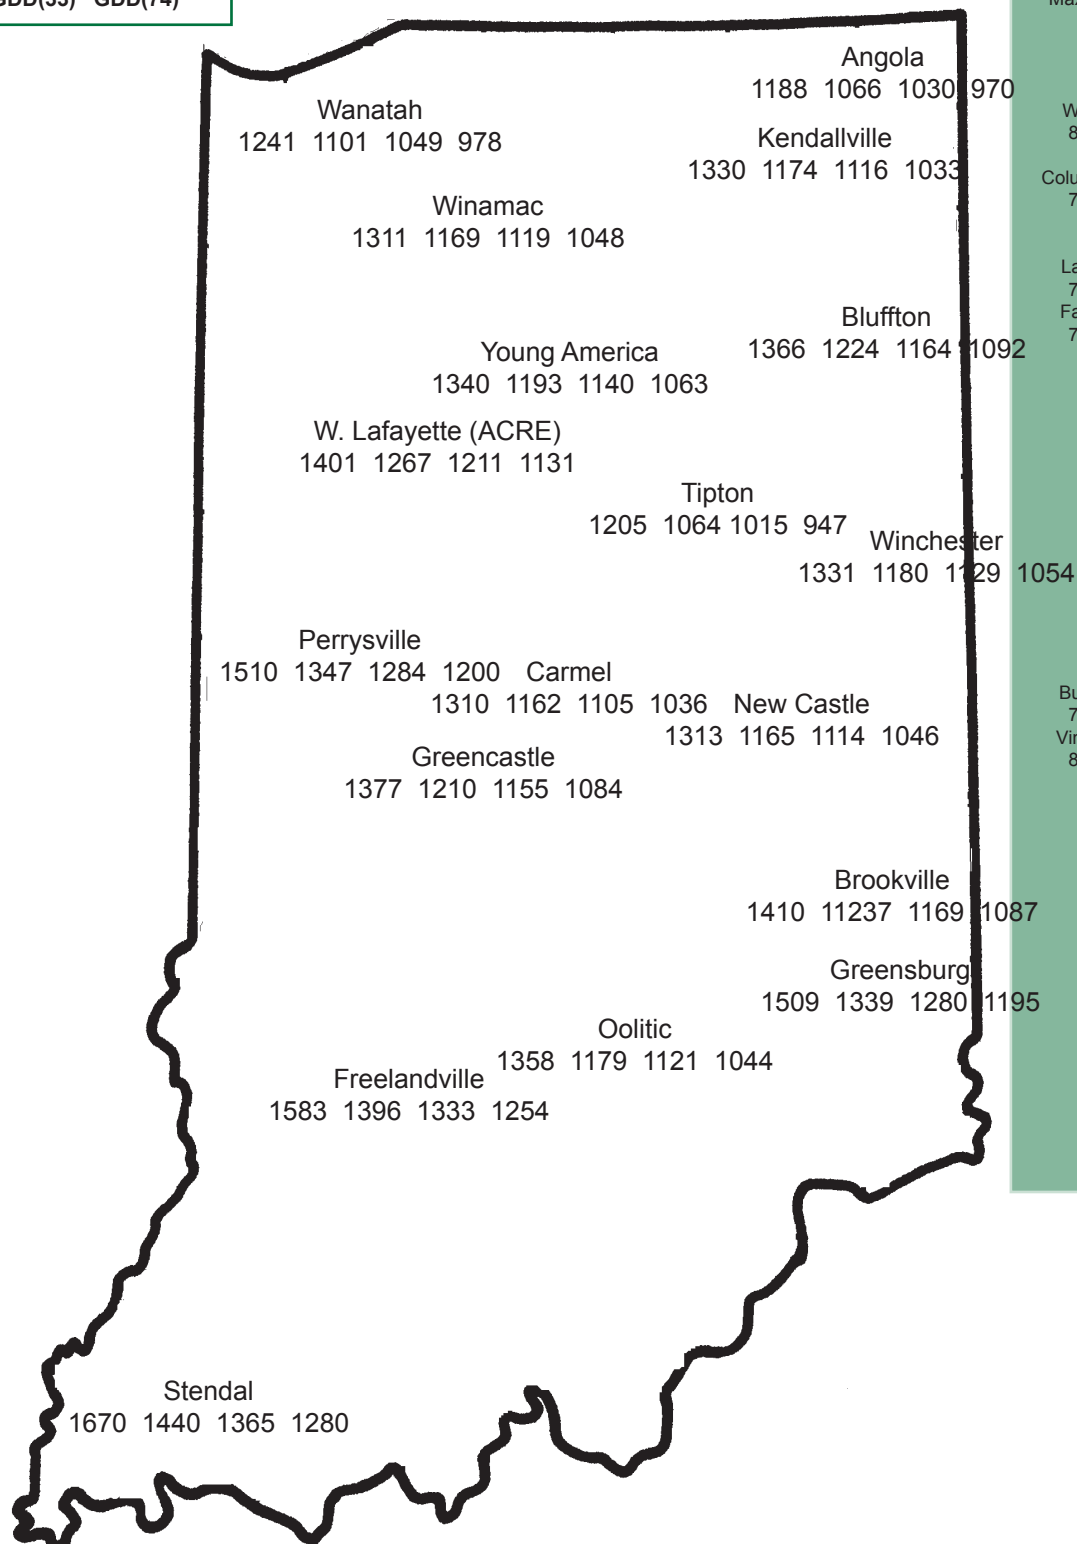 GDD(74)
Angola
1188 1066 1030 970
Wanatah
1241 1101 1049 978
Kendallville
1330 1174 1116 1033
Winamac
1311 1169 1119 1048
Bluffton
1366 1224 1164 1092
Young America
1340 1193 1140 1063
W. Lafayette (ACRE)
1401 1267 1211 1131
Tipton
1205 1064 1015 947
Winchester
1331 1180 1129 1054
Perrysville
1510 1347 1284 1200
Carmel
1310 1162 1105 1036
New Castle
1313 1165 1114 1046
Greencastle
1377 1210 1155 1084
Brookville
1410 11237 1169 1087
Greensburg
1509 1339 1280 1195
Oolitic
1358 1179 1121 1044
Freelandville
1583 1396 1333 1254
Stendal
1670 1440 1365 1280